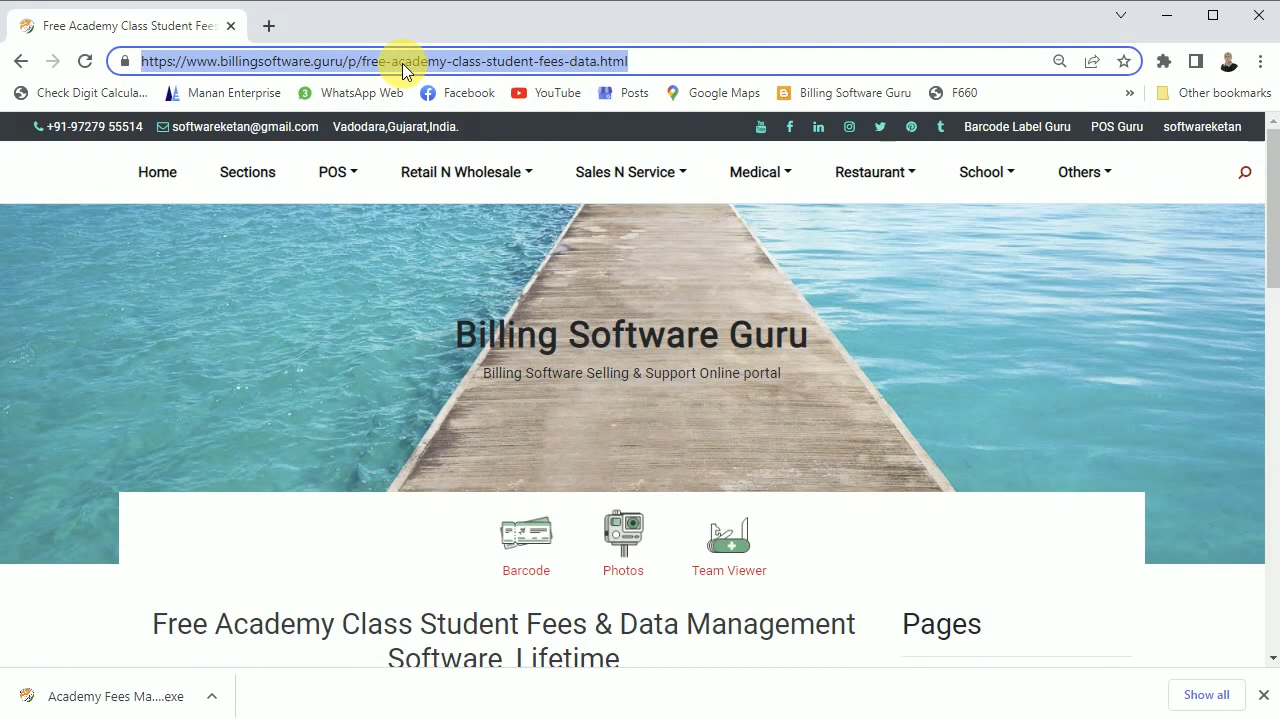 Free Academy Class Student Fees
https://www.billingsoftware.guru/p/free-academy-class-student-fees-data.html
Check Digit Calcula... Manan Enterprise WhatsApp Web Facebook YouTube Posts Google Maps Billing Software Guru F660 » Other bookmarks
+91-97279 55514 softwareketan@gmail.com Vadodara,Gujarat,India. Barcode Label Guru POS Guru softwareketan
Home Sections POS Retail N Wholesale Sales N Service Medical Restaurant School Others
Billing Software Guru
Billing Software Selling & Support Online portal
Barcode Photos Team Viewer
Free Academy Class Student Fees & Data Management
Software Lifetime
Pages
Academy Fees Ma....exe
Show all